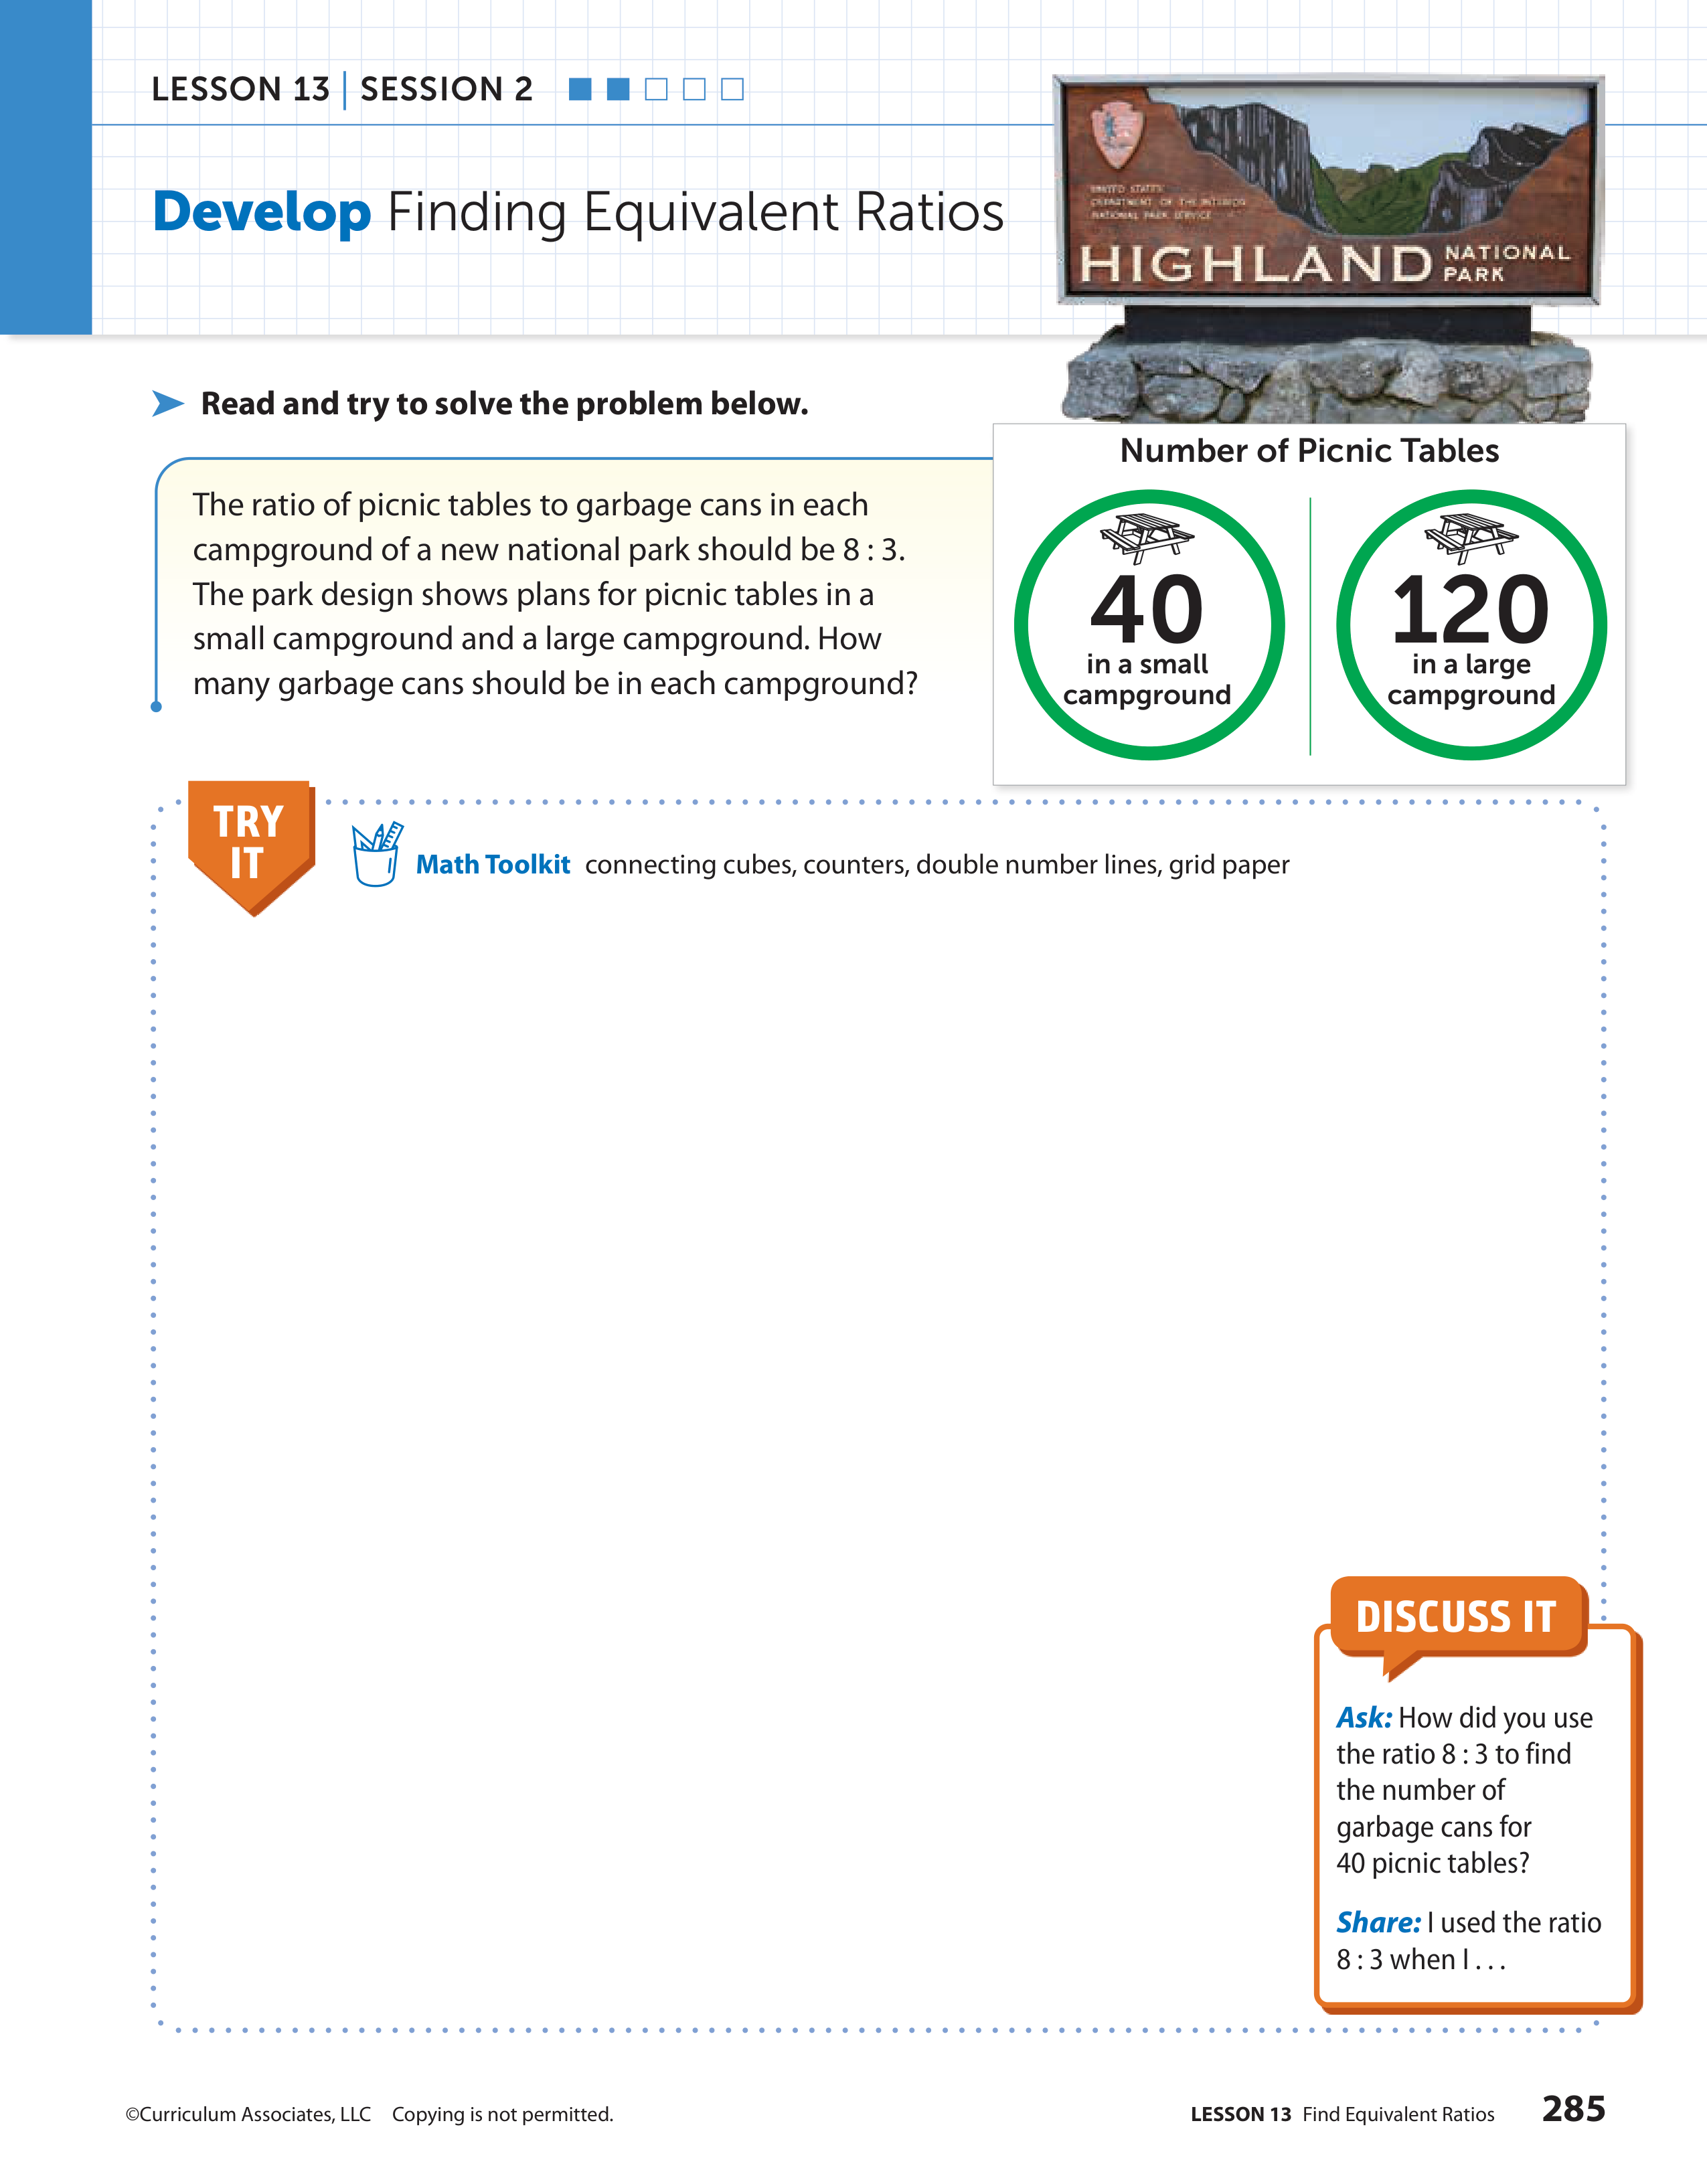 LESSON 13 | SESSION 2
Develop Finding Equivalent Ratios
UNITED STATES
DEPARTMENT OF THE INTERIOR
NATIONAL PARK SERVICE
HIGHLAND NATIONAL
PARK
Read and try to solve the problem below.
The ratio of picnic tables to garbage cans in each
campground of a new national park should be 8 : 3.
The park design shows plans for picnic tables in a
small campground and a large campground. How
many garbage cans should be in each campground?
Number of Picnic Tables
40
in a small
campground
120
in a large
campground
TRY
IT
Math Toolkit connecting cubes, counters, double number lines, grid paper
DISCUSS IT
Ask: How did you use
the ratio 8 : 3 to find
the number of
garbage cans for
40 picnic tables?
Share: I used the ratio
8 : 3 when I . . .
©Curriculum Associates, LLC Copying is not permitted.
LESSON 13 Find Equivalent Ratios 285